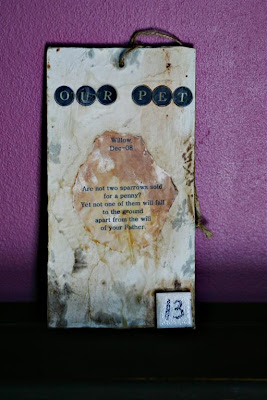 OUR PET
Willow
Dec-08
Are not two sparrows sold
for a penny?
Yet not one of them will fall
to the ground
apart from the will
of your Father.
13